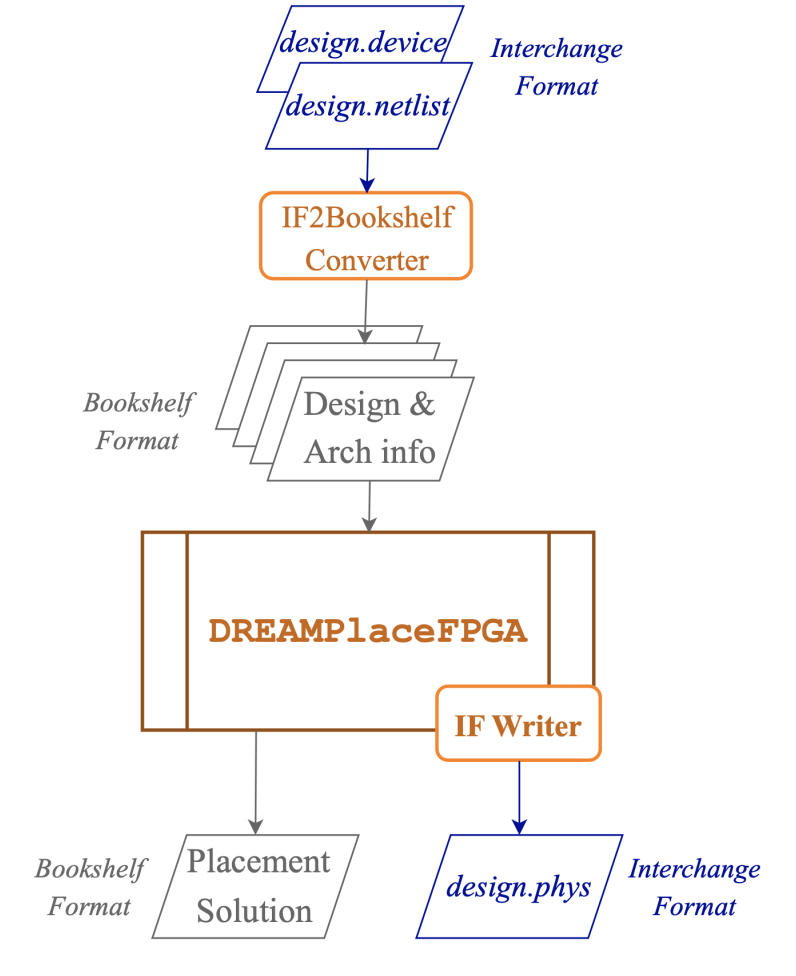 design.device
Interchange
Format
design.netlist
IF2Bookshelf
Converter
Bookshelf
Format
Design &
Arch info
DREAMPlaceFPGA
IF Writer
Bookshelf
Format
Placement
Solution
design.phys
Interchange
Format